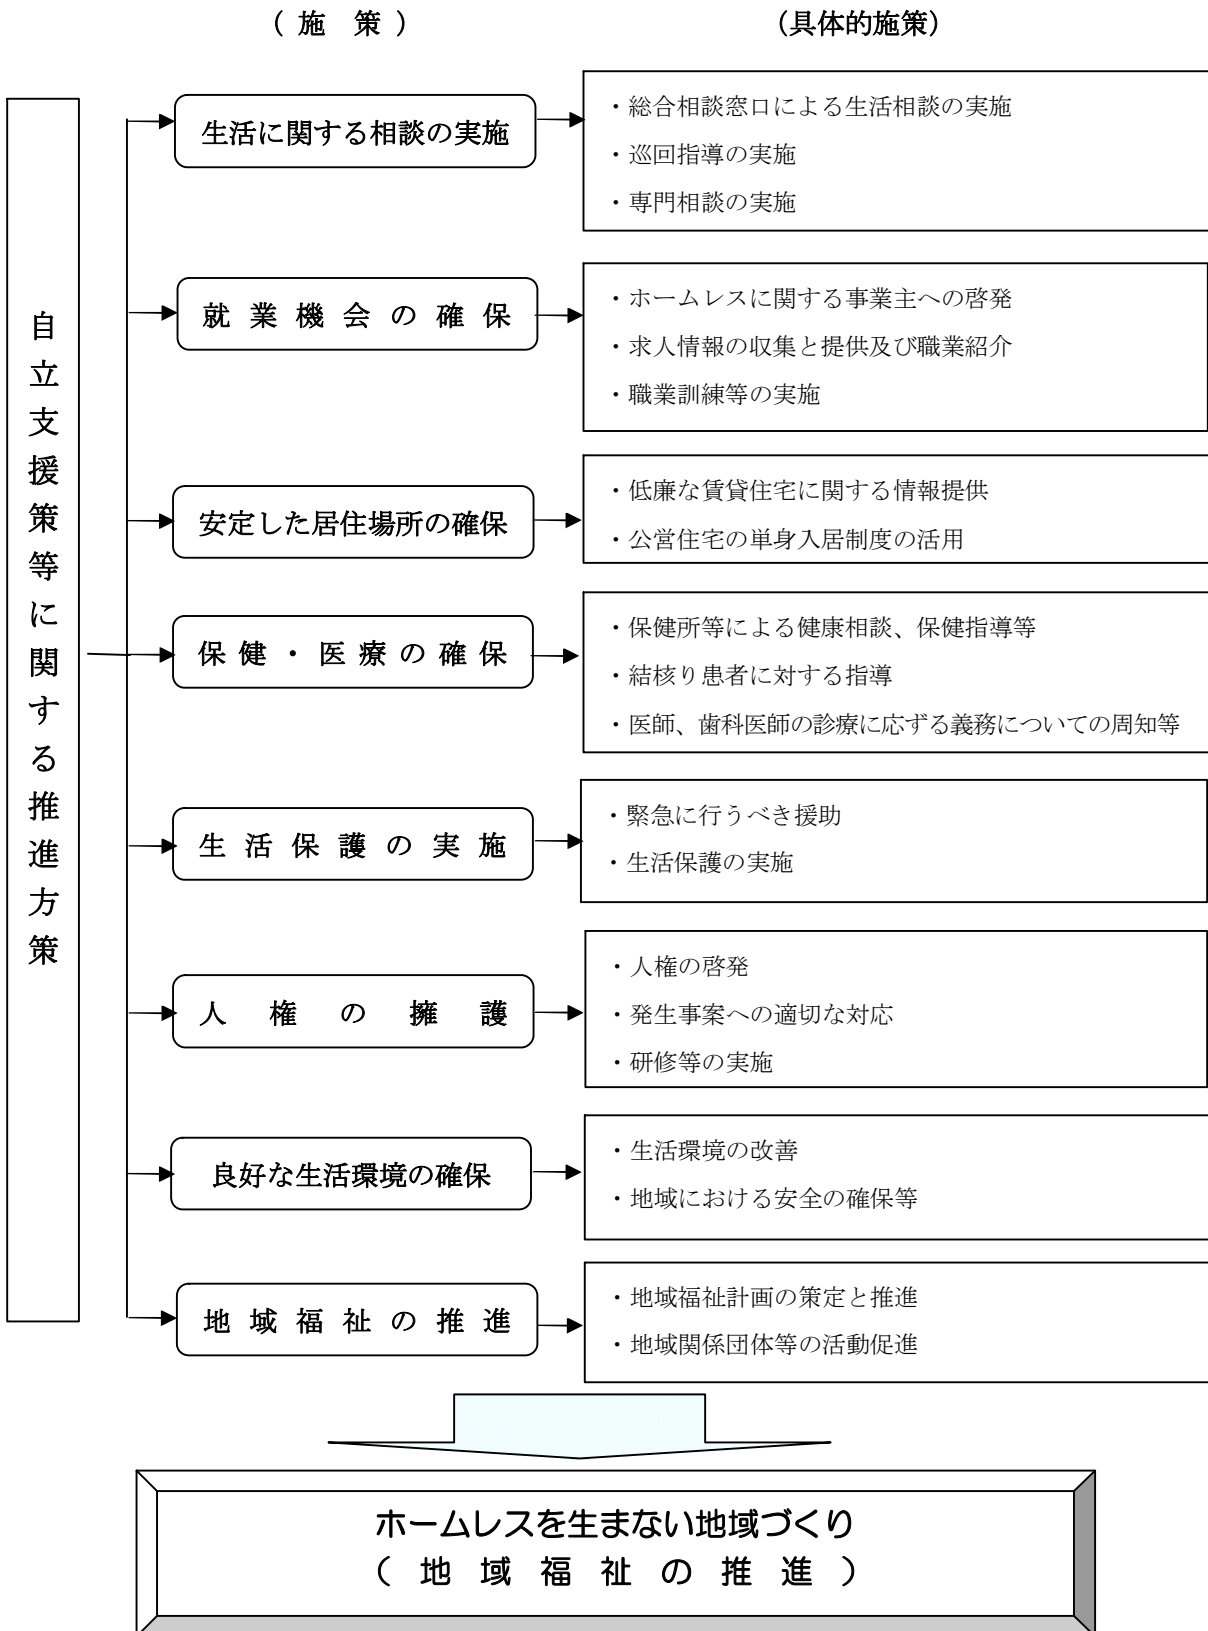 （ 施　策 ）
（具体的施策）
自立支援策等に関する推進方策
生活に関する相談の実施
・総合相談窓口による生活相談の実施
・巡回指導の実施
・専門相談の実施
就業機会の確保
・ホームレスに関する事業主への啓発
・求人情報の収集と提供及び職業紹介
・職業訓練等の実施
安定した居住場所の確保
・低廉な賃貸住宅に関する情報提供
・公営住宅の単身入居制度の活用
保健・医療の確保
・保健所等による健康相談、保健指導等
・結核り患者に対する指導
・医師、歯科医師の診療に応ずる義務についての周知等
生活保護の実施
・緊急に行うべき援助
・生活保護の実施
人権の擁護
・人権の啓発
・発生事案への適切な対応
・研修等の実施
良好な生活環境の確保
・生活環境の改善
・地域における安全の確保等
地域福祉の推進
・地域福祉計画の策定と推進
・地域関係団体等の活動促進
ホームレスを生まない地域づくり
（ 地 域 福 祉 の 推 進 ）